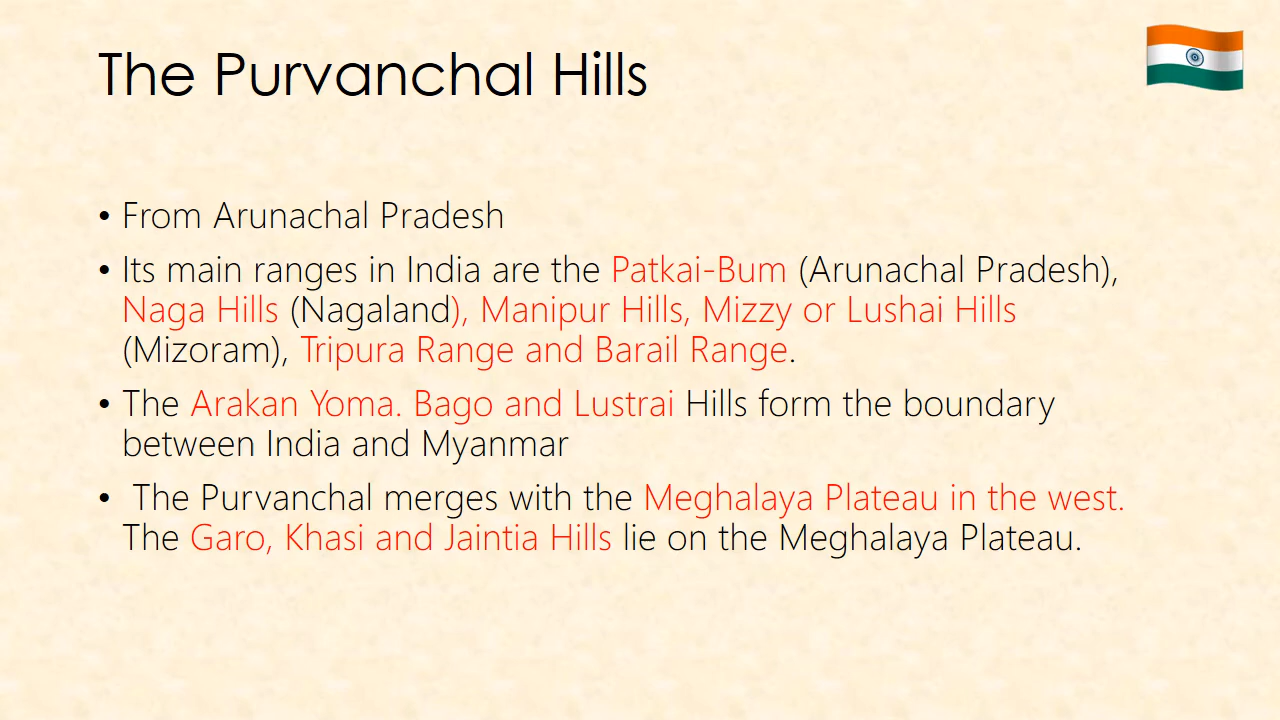 The Purvanchal Hills
• From Arunachal Pradesh
• Its main ranges in India are the Patkai-Bum (Arunachal Pradesh),
Naga Hills (Nagaland), Manipur Hills, Mizzy or Lushai Hills
(Mizoram), Tripura Range and Barail Range.
• The Arakan Yoma. Bago and Lustrai Hills form the boundary
between India and Myanmar
• The Purvanchal merges with the Meghalaya Plateau in the west.
The Garo, Khasi and Jaintia Hills lie on the Meghalaya Plateau.